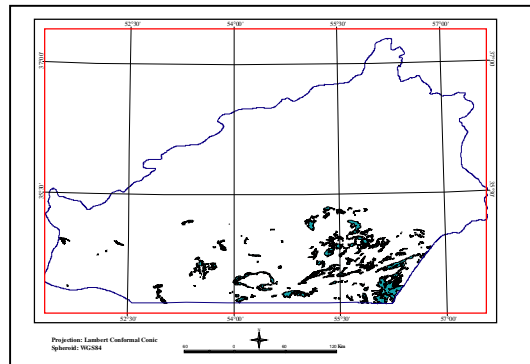 52°30' 54°00' 55°30' 57°00'
37°00' 37°00'
35°30' 35°30'
52°30' 54°00' 55°30' 57°00'
Projection: Lambert Conformal Conic
Spheroid: WGS84
60 0 60 120 Km